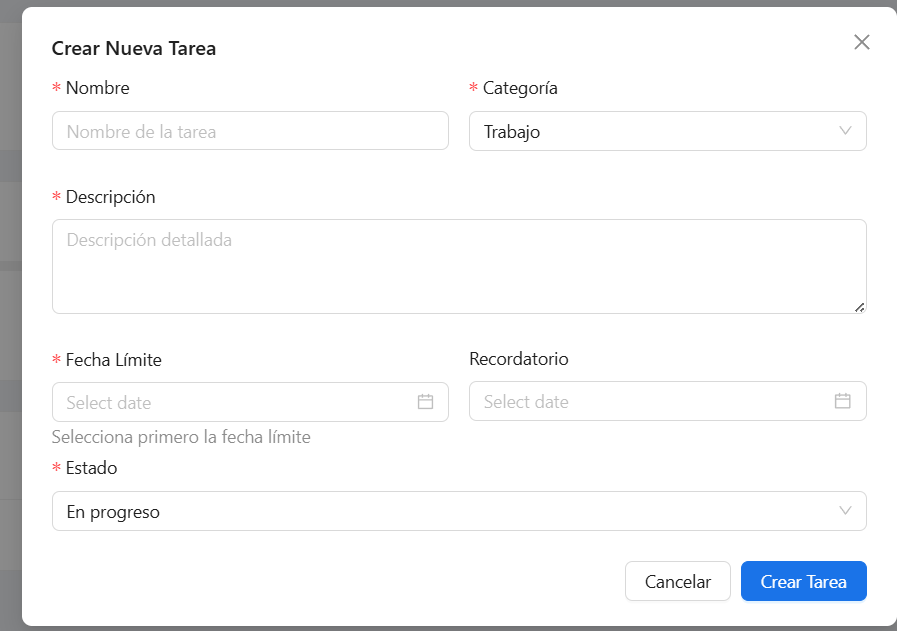 Crear Nueva Tarea
* Nombre
* Categoría
Nombre de la tarea
Trabajo
* Descripción
Descripción detallada
* Fecha Límite
Recordatorio
Select date
Select date
Selecciona primero la fecha límite
* Estado
En progreso
Cancelar
Crear Tarea